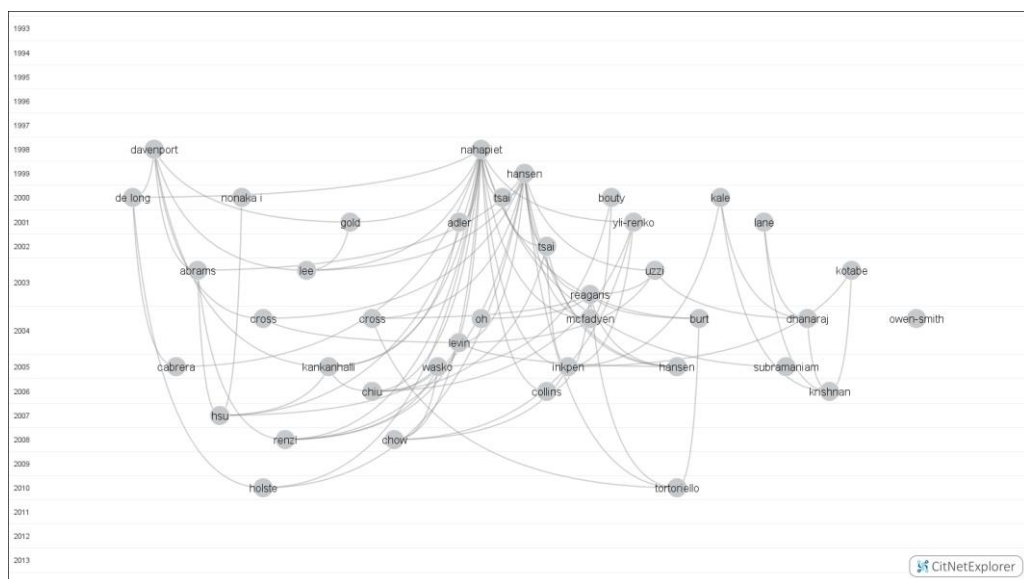 1993
1994
1995
1996
1997
1998
davenport
nahapiet
1999
hansen
2000
de long
nonaka i
tsai
bouty
kale
2001
gold
adler
yli-renko
lane
2002
tsai
abrams
lee
uzzi
kotabe
2003
reagans
cross
cross
oh
mcfadyen
burt
dhanaraj
owen-smith
2004
levin
2005
cabrera
kankanhalli
wasko
inkpen
hansen
subramaniam
2006
chiu
collins
krishnan
2007
hsu
2008
renzi
chow
2009
2010
holste
tortoriello
2011
2012
2013
CitNetExplorer